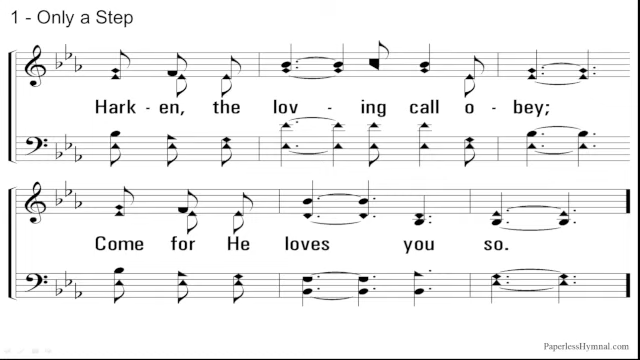 1 - Only a Step
Hark - en, the lov - ing call o - bey;
Come for He loves you so.
PaperlessHymnal.com